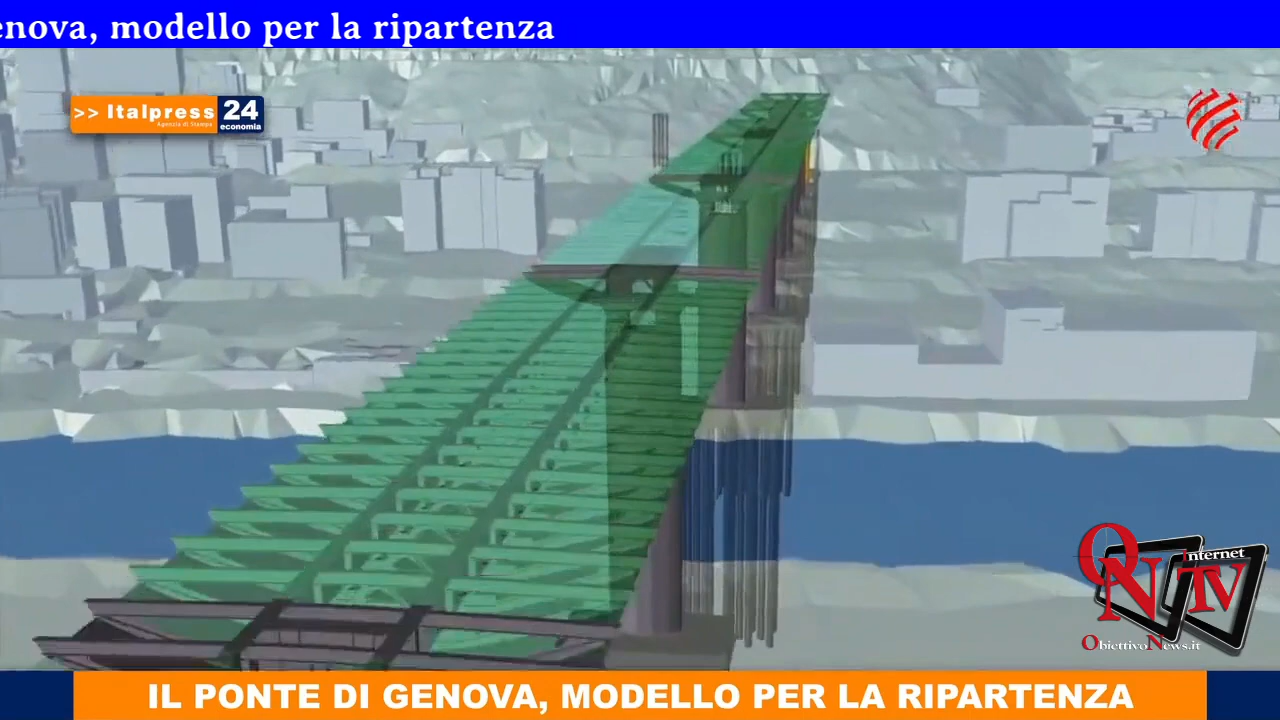 enova, modello per la ripartenza
>> Italpress 24
Agenzia di Stampa
economia
ON Internet TV
ObiettivoNews.it
IL PONTE DI GENOVA, MODELLO PER LA RIPARTENZA